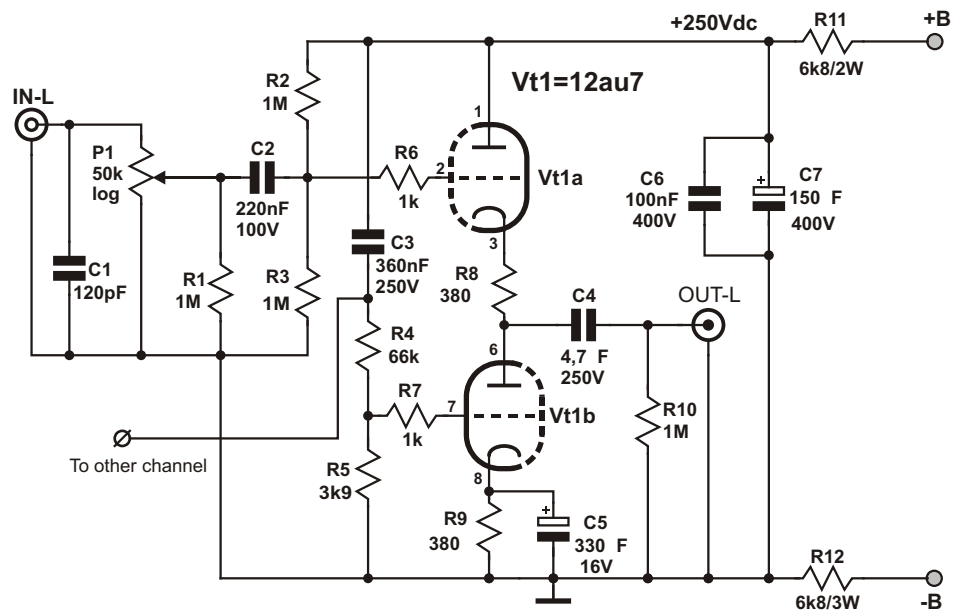 +250Vdc
R11
+B
6k8/2W
R2
1M
Vt1=12au7
IN-L
1
P1
50k
log
C2
R6
2
Vt1a
220nF
100V
1k
C6
100nF
400V
+
C7
150 F
400V
3
C3
360nF
250V
R8
380
C1
120pF
R1
1M
R3
1M
C4
OUT-L
R4
66k
6
4,7 F
250V
R7
7
Vt1b
R10
1M
1k
To other channel
R5
3k9
8
R9
380
+
C5
330 F
16V
R12
6k8/3W
-B